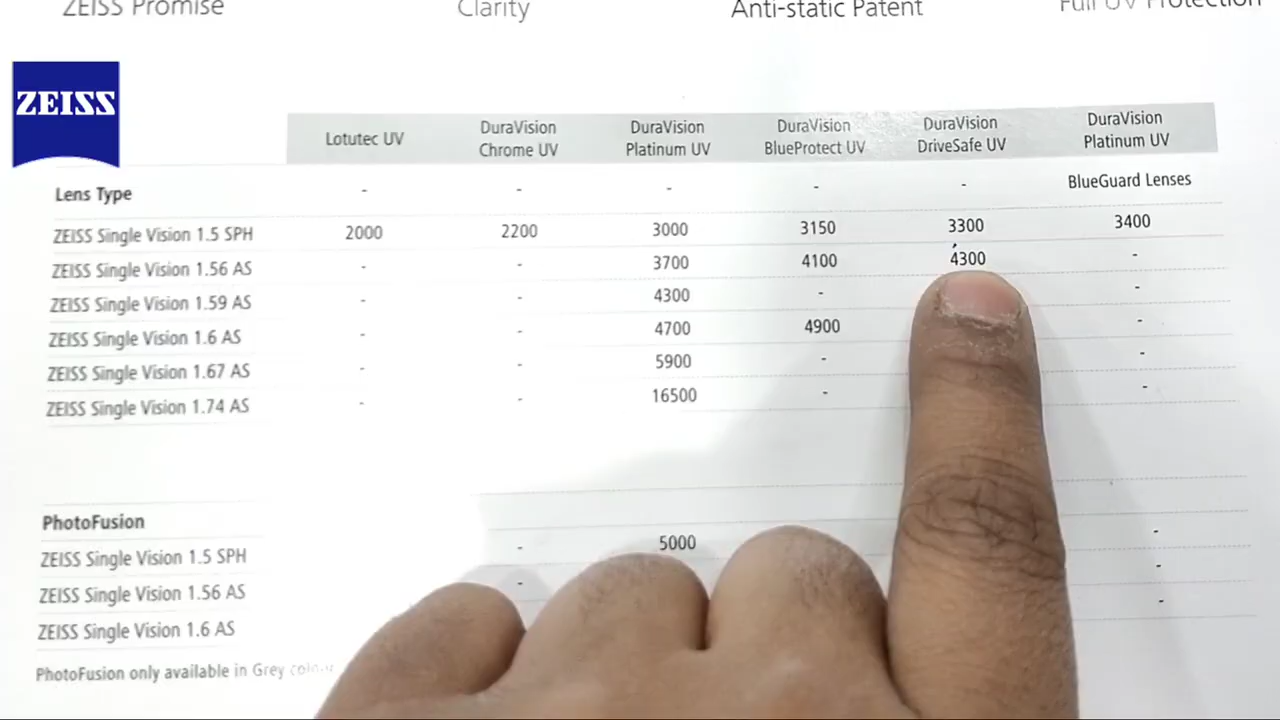 ZEISS Promise Clarity Anti-static Patent Full UV Protection
ZEISS
Lotutec UV DuraVision Chrome UV DuraVision Platinum UV DuraVision BlueProtect UV DuraVision DriveSafe UV DuraVision Platinum UV
Lens Type - - - - - BlueGuard Lenses
ZEISS Single Vision 1.5 SPH 2000 2200 3000 3150 3300 3400
ZEISS Single Vision 1.56 AS - - 3700 4100 4300 -
ZEISS Single Vision 1.59 AS - - 4300 - -
ZEISS Single Vision 1.6 AS - - 4700 4900 -
ZEISS Single Vision 1.67 AS - - 5900 - -
ZEISS Single Vision 1.74 AS - - 16500 - -
PhotoFusion
ZEISS Single Vision 1.5 SPH - 5000 -
ZEISS Single Vision 1.56 AS - -
ZEISS Single Vision 1.6 AS -
PhotoFusion only available in Grey colour